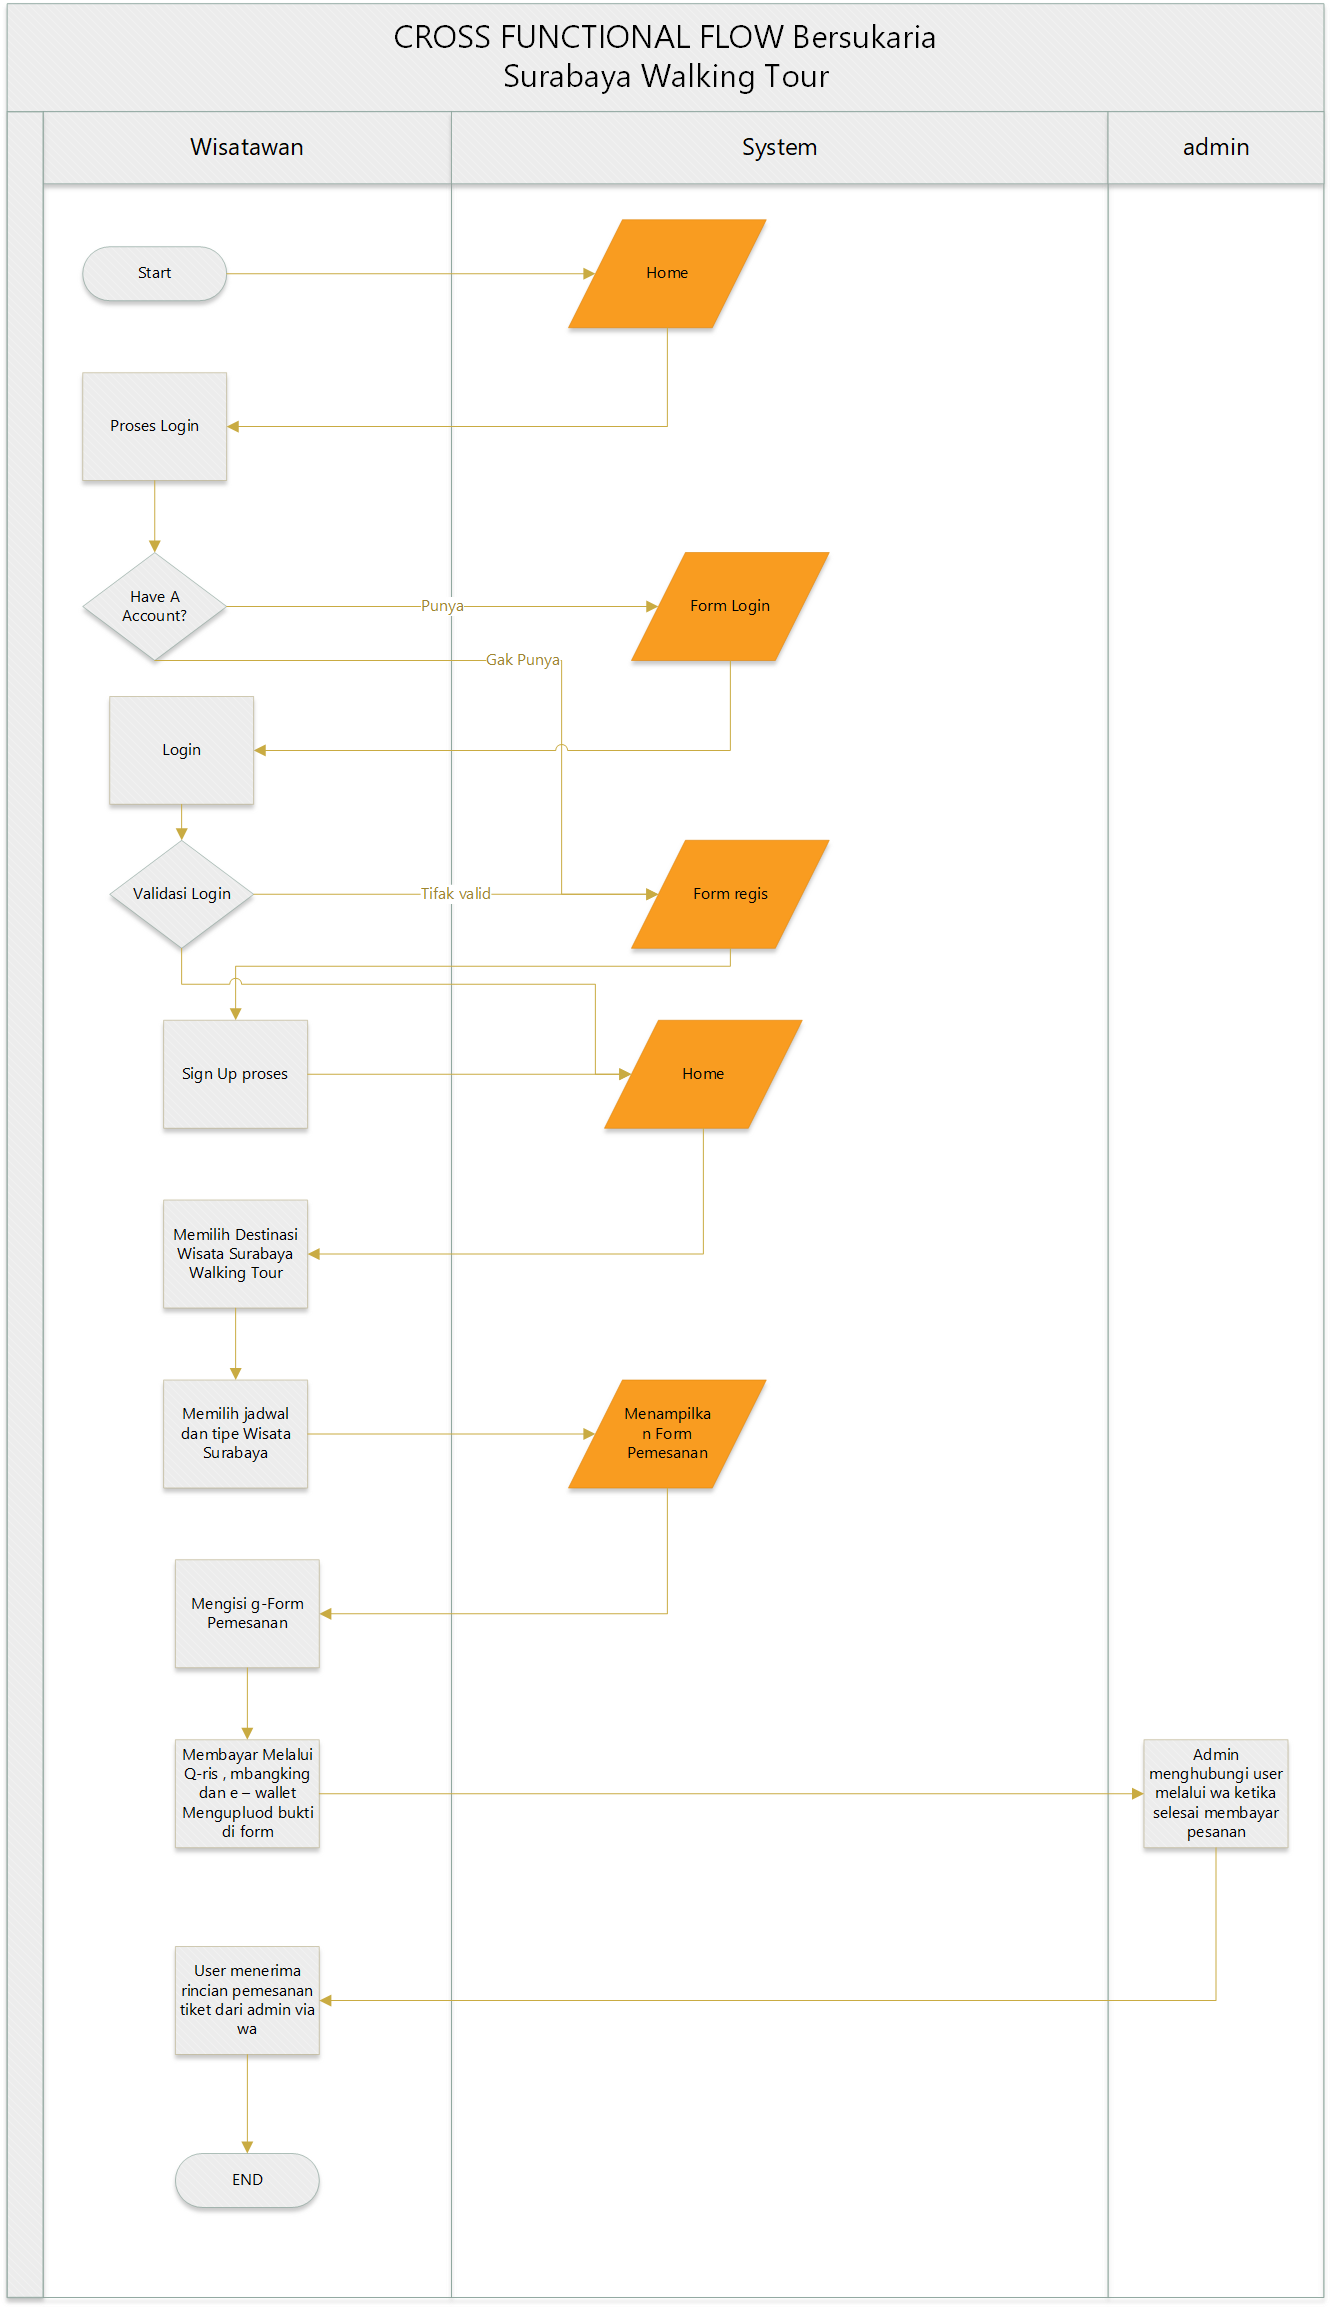 CROSS FUNCTIONAL FLOW Bersukaria
Surabaya Walking Tour
Wisatawan
System
admin
Start
Home
Proses Login
Have A
Account?
Punya
Form Login
Gak Punya
Login
Validasi Login
Tifak valid
Form regis
Sign Up proses
Home
Memilih Destinasi
Wisata Surabaya
Walking Tour
Memilih jadwal
dan tipe Wisata
Surabaya
Menampilka
n Form
Pemesanan
Mengisi g-Form
Pemesanan
Membayar Melalui
Q-ris , mbangking
dan e – wallet
Mengupluod bukti
di form
Admin
menghubungi user
melalui wa ketika
selesai membayar
pesanan
User menerima
rincian pemesanan
tiket dari admin via
wa
END